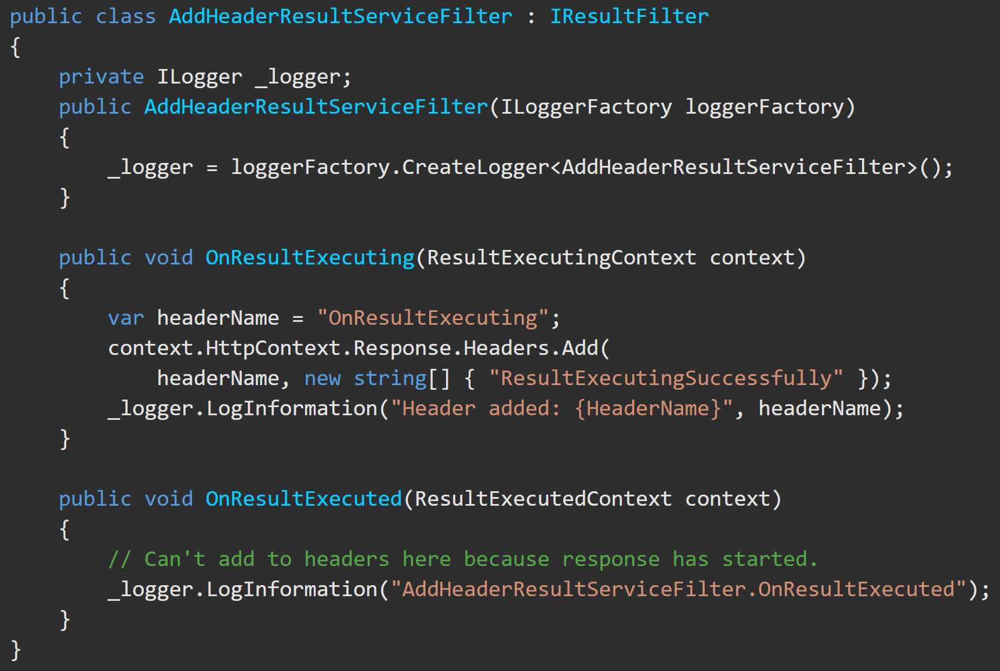 public class AddHeaderResultServiceFilter : IResultFilter
{
    private ILogger _logger;
    public AddHeaderResultServiceFilter(ILoggerFactory loggerFactory)
    {
        _logger = loggerFactory.CreateLogger<AddHeaderResultServiceFilter>();
    }

    public void OnResultExecuting(ResultExecutingContext context)
    {
        var headerName = "OnResultExecuting";
        context.HttpContext.Response.Headers.Add(
            headerName, new string[] { "ResultExecutingSuccessfully" });
        _logger.LogInformation("Header added: {HeaderName}", headerName);
    }

    public void OnResultExecuted(ResultExecutedContext context)
    {
        // Can't add to headers here because response has started.
        _logger.LogInformation("AddHeaderResultServiceFilter.OnResultExecuted");
    }
}